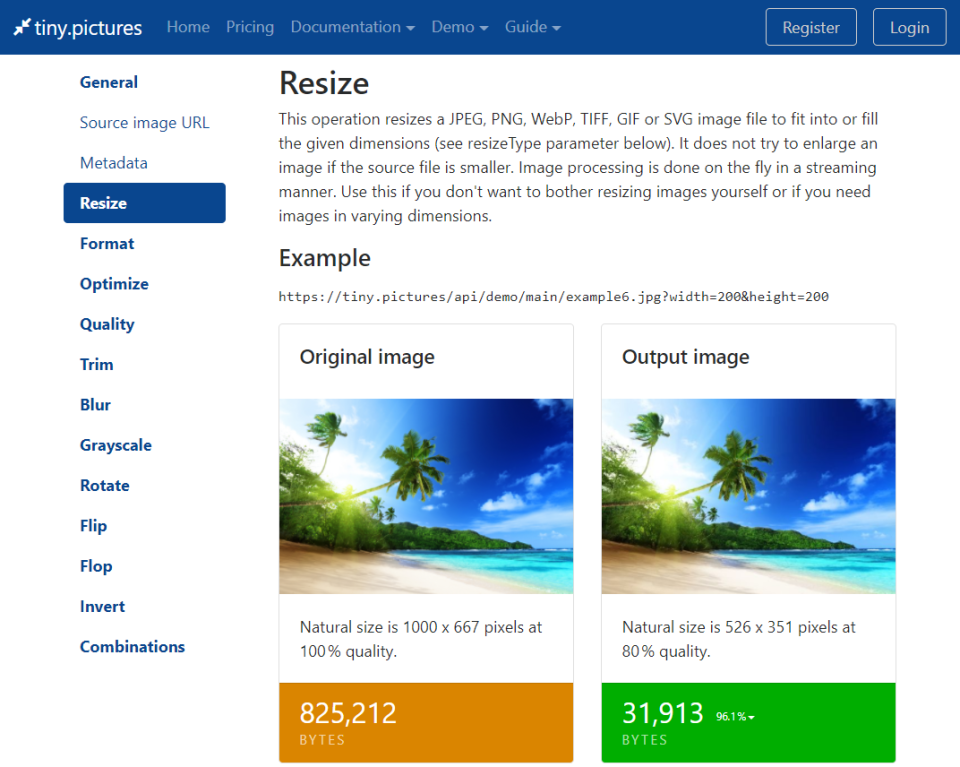 tiny.pictures Home Pricing Documentation Demo Guide Register Login
General
Source image URL
Metadata
Resize
Format
Optimize
Quality
Trim
Blur
Grayscale
Rotate
Flip
Flop
Invert
Combinations
Resize
This operation resizes a JPEG, PNG, WebP, TIFF, GIF or SVG image file to fit into or fill
the given dimensions (see resizeType parameter below). It does not try to enlarge an
image if the source file is smaller. Image processing is done on the fly in a streaming
manner. Use this if you don't want to bother resizing images yourself or if you need
images in varying dimensions.
Example
https://tiny.pictures/api/demo/main/example6.jpg?width=200&height=200
Original image
Natural size is 1000 x 667 pixels at
100 % quality.
825,212
BYTES
Output image
Natural size is 526 x 351 pixels at
80 % quality.
31,913 96.1%
BYTES